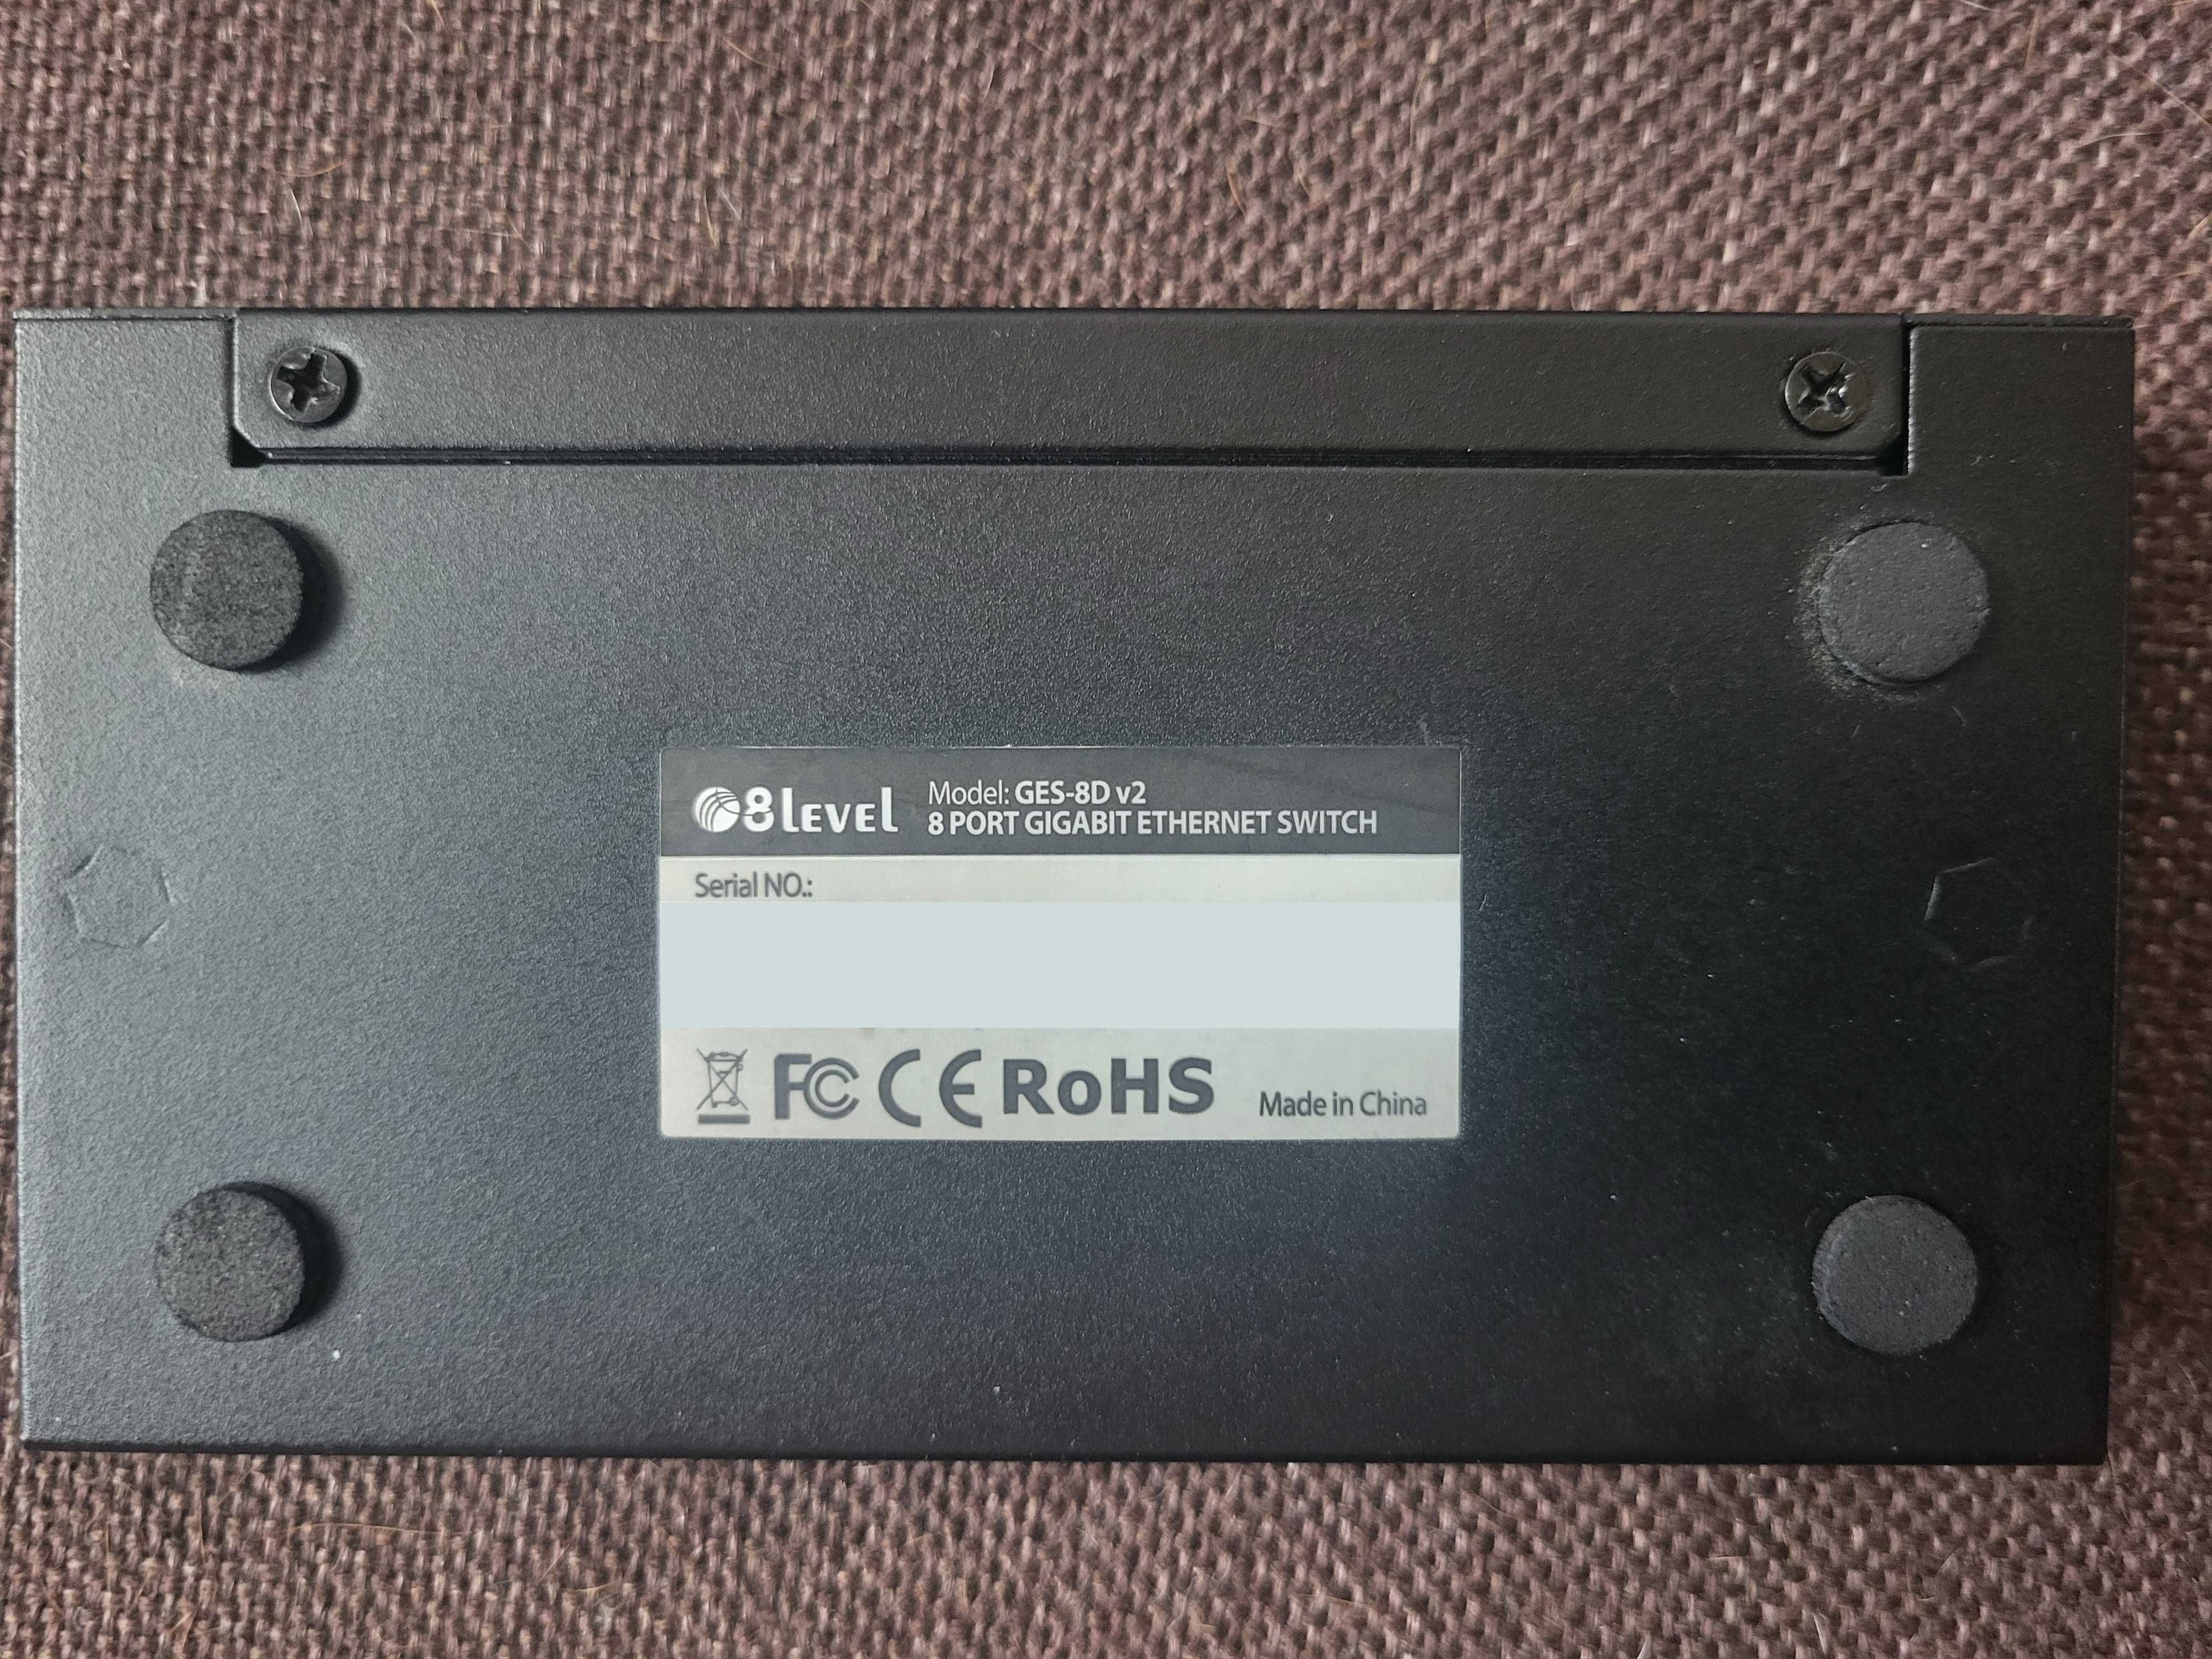 8level
Model: GES-8D v2
8 PORT GIGABIT ETHERNET SWITCH
Serial NO.:
FC CE RoHS
Made in China